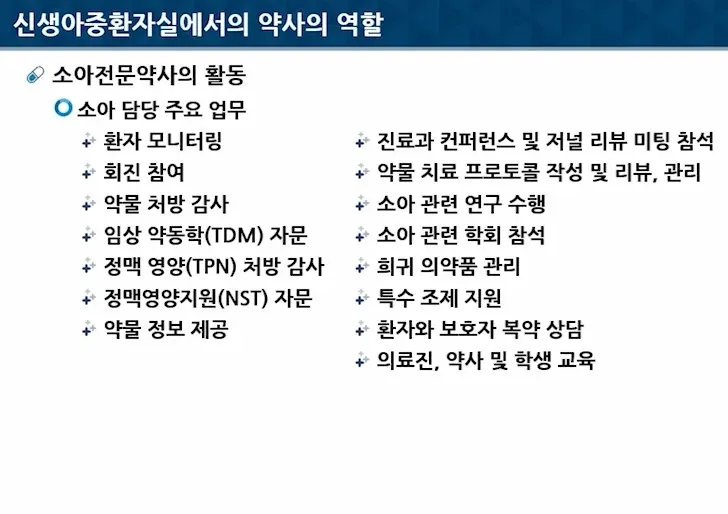 신생아중환자실에서의 약사의 역할
소아전문약사의 활동
소아 담당 주요 업무
환자 모니터링
회진 참여
약물 처방 감사
임상 약동학(TDM) 자문
정맥 영양(TPN) 처방 감사
정맥영양지원(NST) 자문
약물 정보 제공
진료과 컨퍼런스 및 저널 리뷰 미팅 참석
약물 치료 프로토콜 작성 및 리뷰, 관리
소아 관련 연구 수행
소아 관련 학회 참석
희귀 의약품 관리
특수 조제 지원
환자와 보호자 복약 상담
의료진, 약사 및 학생 교육